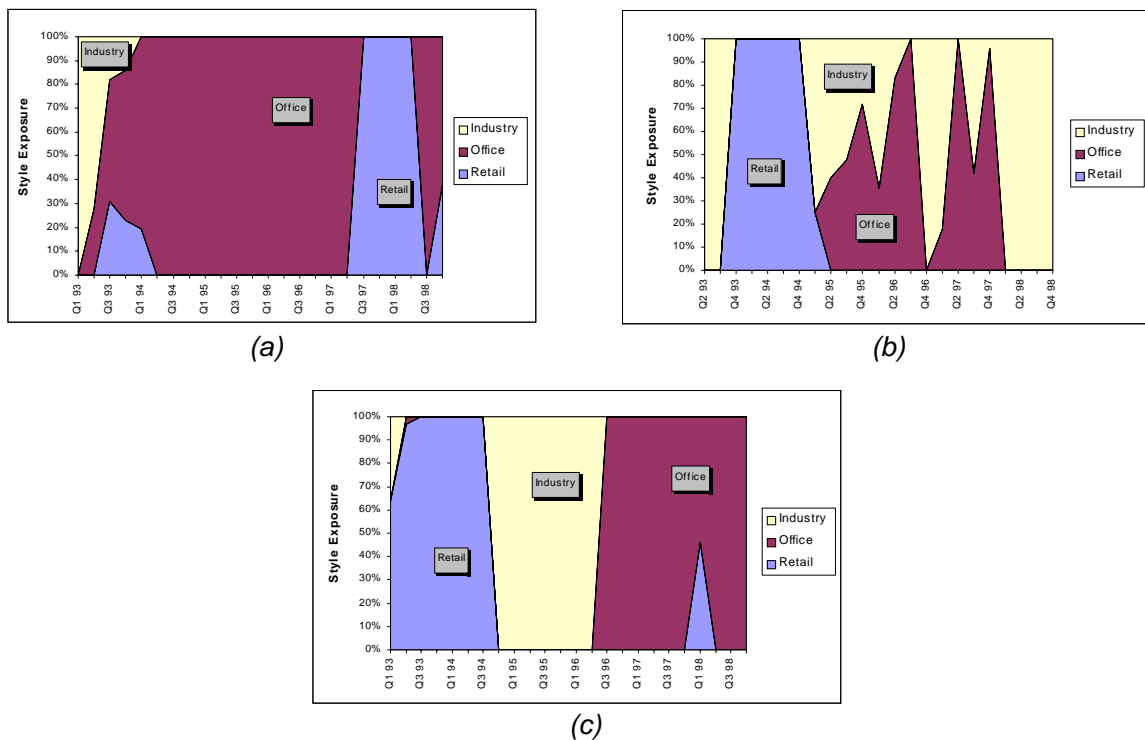 100%
90%
80%
70%
60%
50%
40%
30%
20%
10%
0%
Style Exposure
Industry
Office
Retail
Industry
Office
Retail
Q1 93
Q3 93
Q1 94
Q3 94
Q1 95
Q3 95
Q1 96
Q3 96
Q1 97
Q3 97
Q1 98
Q3 98
(a)
100%
90%
80%
70%
60%
50%
40%
30%
20%
10%
0%
Style Exposure
Industry
Retail
Office
Industry
Office
Retail
Q2 93
Q4 93
Q2 94
Q4 94
Q2 95
Q4 95
Q2 96
Q4 96
Q2 97
Q4 97
Q2 98
Q4 98
(b)
100%
90%
80%
70%
60%
50%
40%
30%
20%
10%
0%
Style Exposure
Office
Industry
Retail
Industry
Office
Retail
Q1 93
Q3 93
Q1 94
Q3 94
Q1 95
Q3 95
Q1 96
Q3 96
Q1 97
Q3 97
Q1 98
Q3 98
(c)